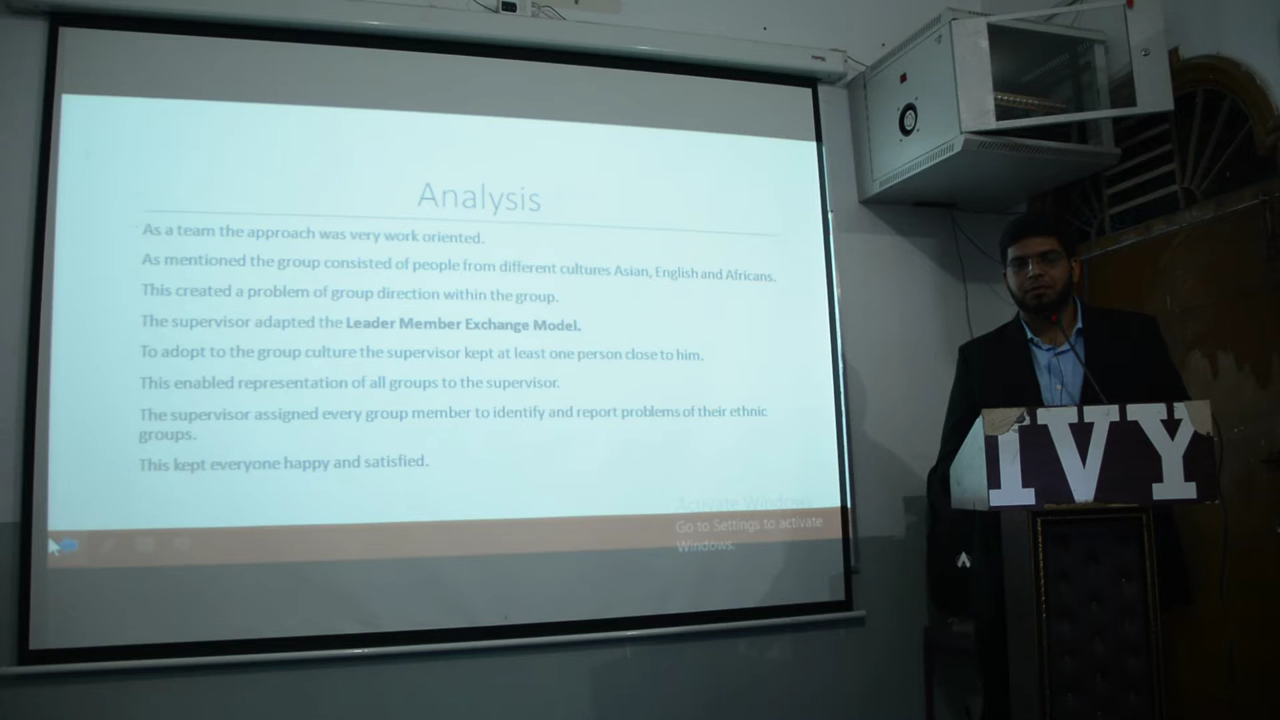 Analysis
As a team the approach was very work oriented.
As mentioned the group consisted of people from different cultures Asian, English and Africans.
This created a problem of group direction within the group.
The supervisor adapted the Leader Member Exchange Model.
To adopt to the group culture the supervisor kept at least one person close to him.
This enabled representation of all groups to the supervisor.
The supervisor assigned every group member to identify and report problems of their ethnic
groups.
This kept everyone happy and satisfied.
Activate Windows
Go to Settings to activate
Windows.
IVY